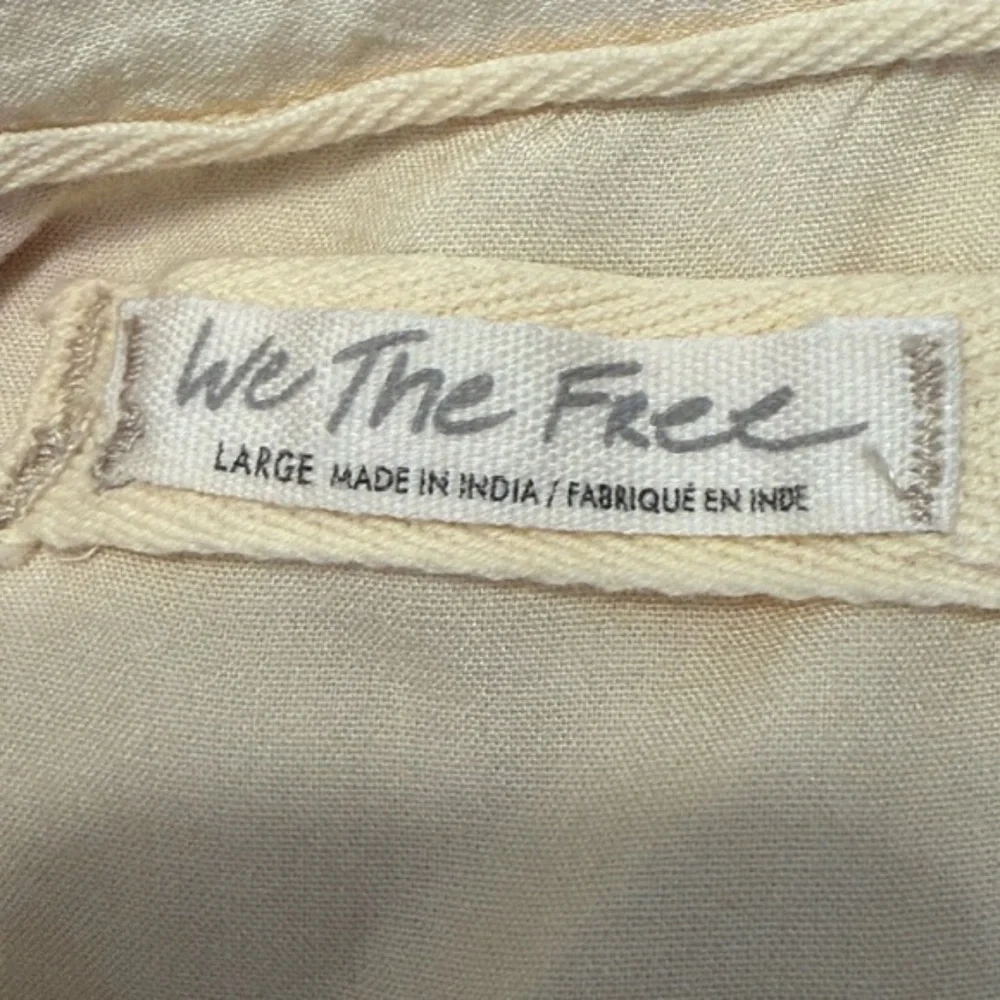 We The Free
LARGE MADE IN INDIA / FABRIQUÉ EN INDE